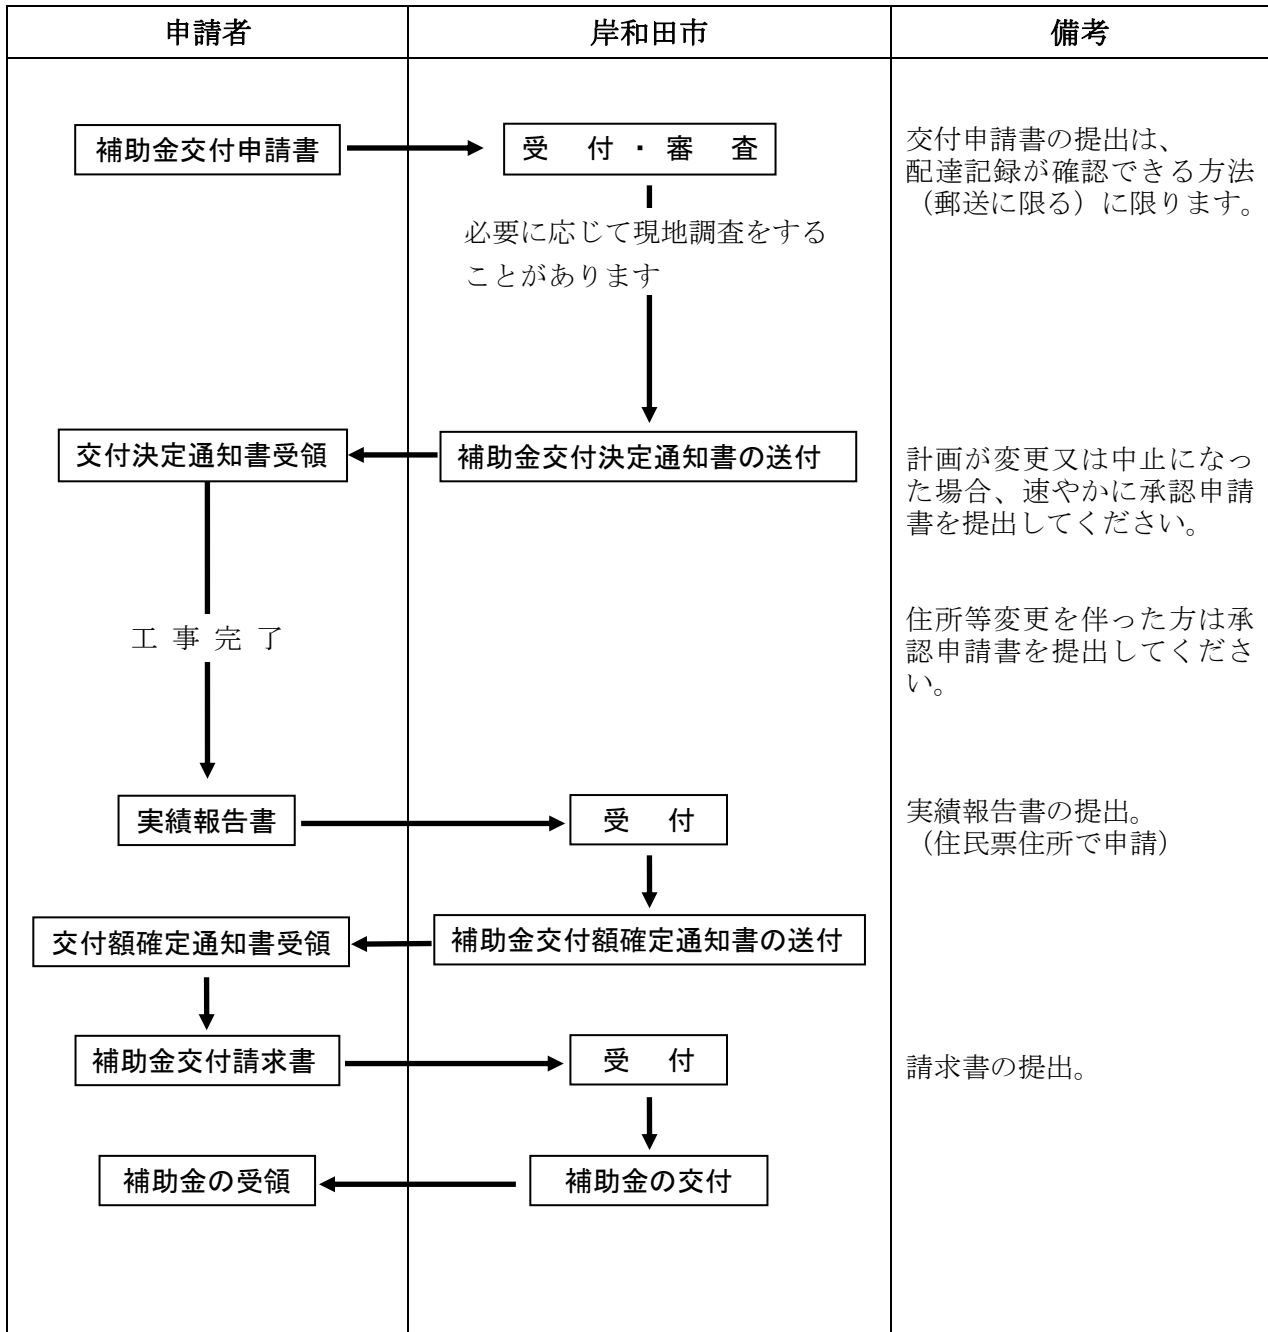 申請者
岸和田市
備考
補助金交付申請書
受　付・審　査
交付申請書の提出は、
配達記録が確認できる方法
（郵送に限る）に限ります。
必要に応じて現地調査をする
ことがあります
交付決定通知書受領
補助金交付決定通知書の送付
計画が変更又は中止になっ
た場合、速やかに承認申請
書を提出してください。
工 事 完 了
住所等変更を伴った方は承
認申請書を提出してくださ
い。
実績報告書
受　付
実績報告書の提出。
（住民票住所で申請）
交付額確定通知書受領
補助金交付額確定通知書の送付
補助金交付請求書
受　付
請求書の提出。
補助金の受領
補助金の交付